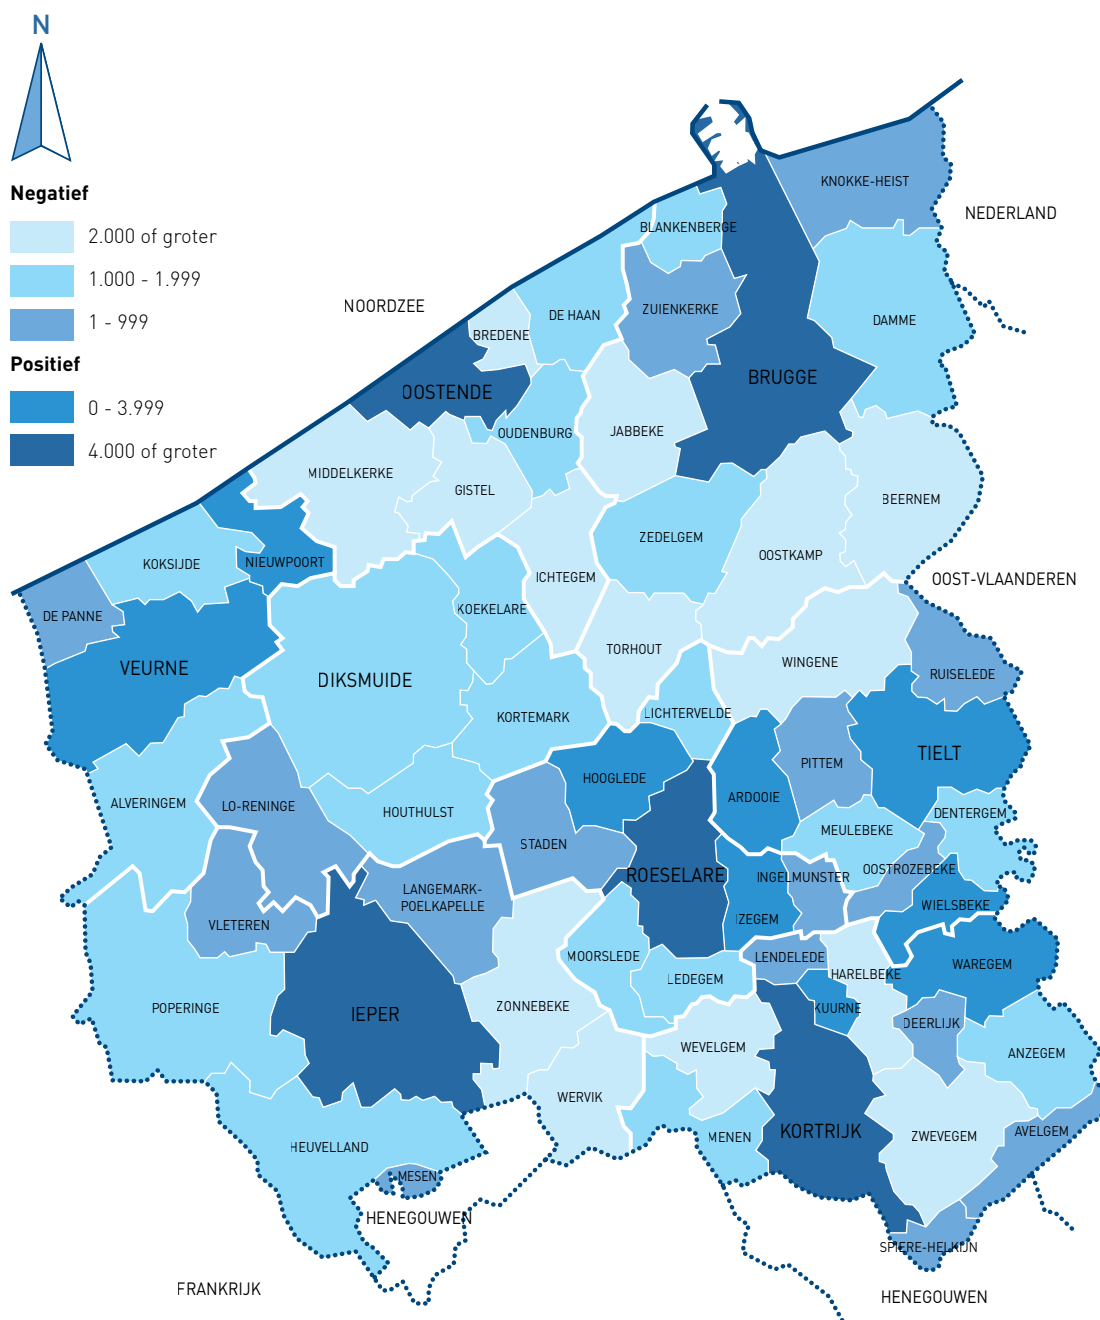 N
Negatief
2.000 of groter
1.000 - 1.999
1 - 999
Positief
0 - 3.999
4.000 of groter
KNOKKE-HEIST
NEDERLAND
BLANKENBERGE
NOORDZEE
ZUIENKERKE
DE HAAN
DAMME
BREDENE
BRUGGE
OOSTENDE
OUDENBURG
JABBEKE
MIDDELKERKE
GISTEL
BEERNEM
ZEDELGEM
OOSTKAMP
KOKSIJDE
NIEUWPOORT
ICHTEGEM
OOST-VLAANDEREN
DE PANNE
KOEKELARE
TORHOUT
WINGENE
VEURNE
RUISELEDE
DIKSMUIDE
LICHTERVELDE
KORTEMARK
TIELT
PITTEM
HOOGLEDE
ARDOOIE
ALVERINGEM
LO-RENINGE
HOUTHULST
DENTERGEM
MEULEBEKE
STADEN
OOSTROZEBEKE
ROESELARE
INGELMUNSTER
LANGEMARK-
POELKAPELLE
WIELSBEKE
IZEGEM
VLETEREN
MOORSLEDE
LENDELEDE
WAREGEM
HARELBEKE
LEDEGEM
POPERINGE
ZONNEBEKE
KUURNE
IEPER
DEERLIJK
WEVELGEM
ANZEGEM
WERVIK
KORTRIJK
AVELGEM
MENEN
ZWEVEGEM
HEUVELLAND
MESEN
HENEGOUWEN
SPIERE-HELKIJN
FRANKRIJK
HENEGOUWEN